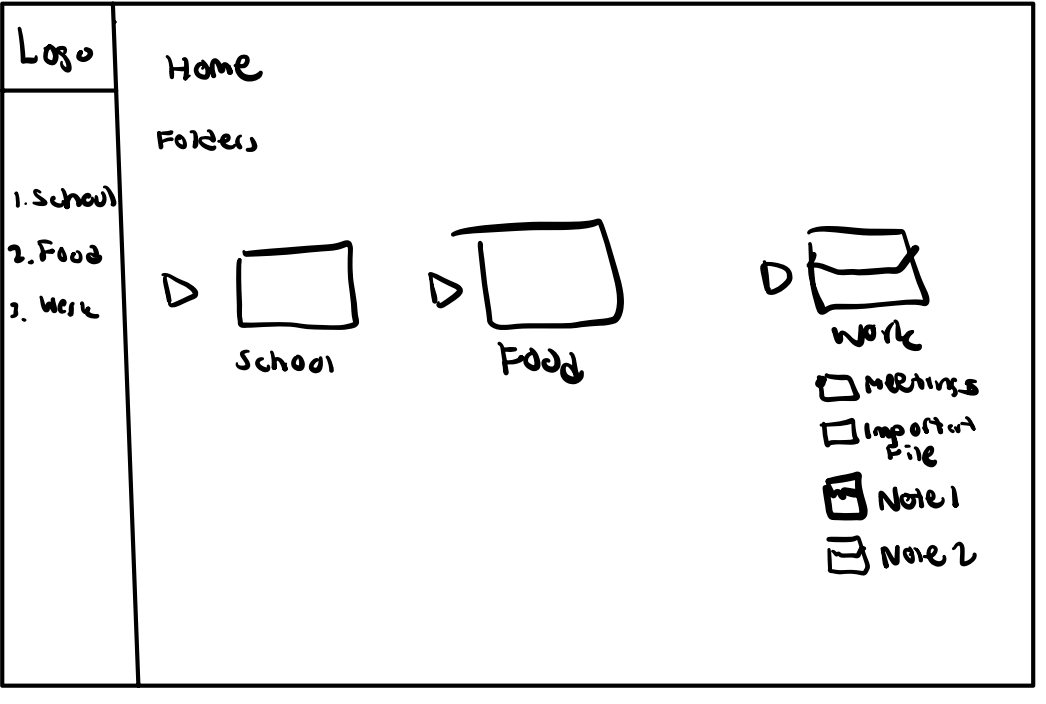 Logo
Home
Folders
1. School
2. Food
3. Work
School
Food
Work
Meetings
Important
File
Note 1
Note 2